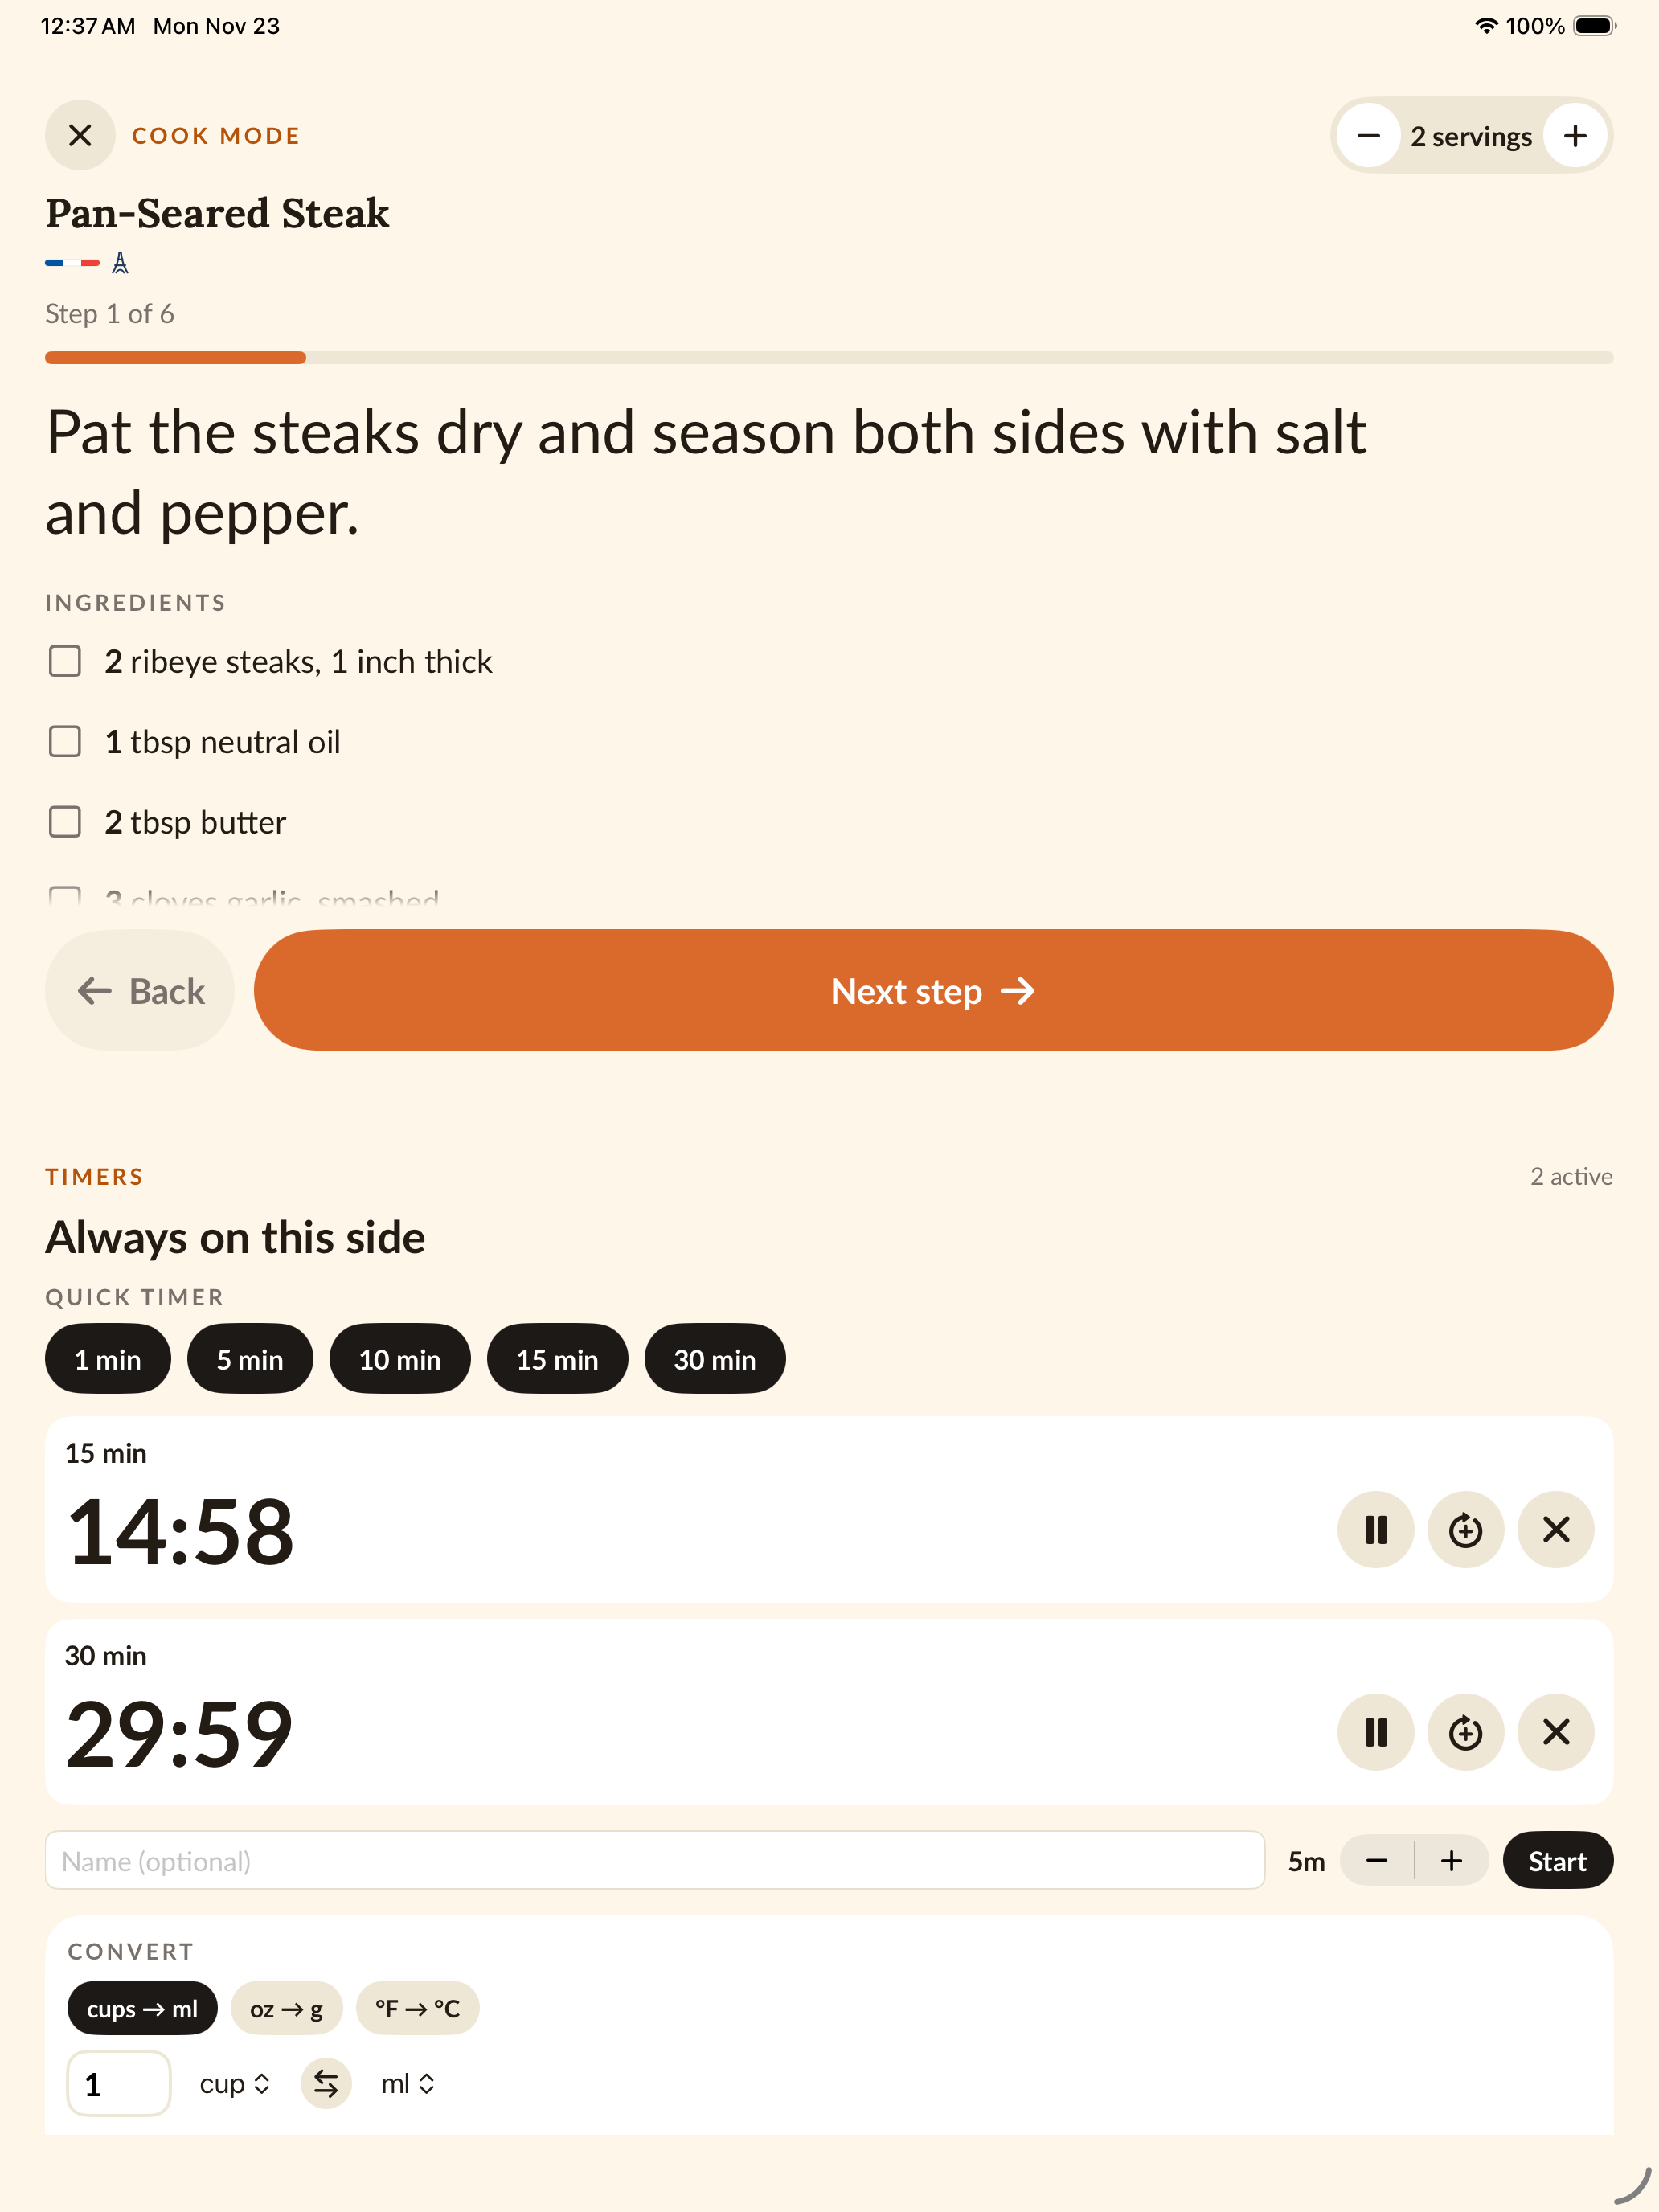 12:37 AM Mon Nov 23
100%
COOK MODE
2 servings
Pan-Seared Steak
Step 1 of 6
Pat the steaks dry and season both sides with salt
and pepper.
INGREDIENTS
2 ribeye steaks, 1 inch thick
1 tbsp neutral oil
2 tbsp butter
3 cloves garlic, smashed
Back
Next step
TIMERS
2 active
Always on this side
QUICK TIMER
1 min
5 min
10 min
15 min
30 min
15 min
14:58
30 min
29:59
Name (optional)
5m
Start
CONVERT
cups → ml
oz → g
°F → °C
1
cup
ml